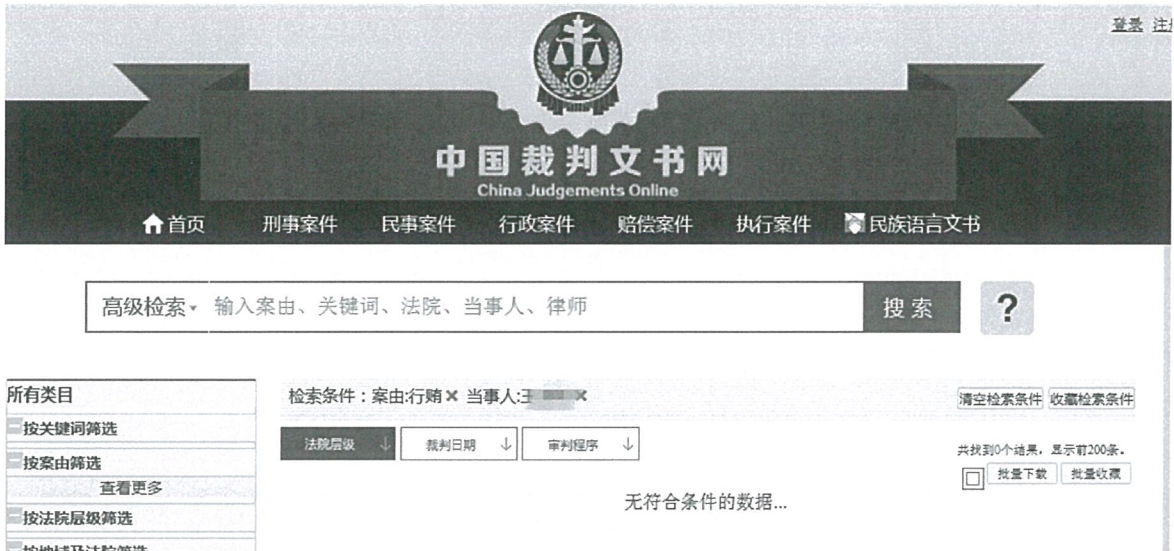 登录 注
中国裁判文书网
China Judgements Online
首页 刑事案件 民事案件 行政案件 赔偿案件 执行案件 民族语言文书
高级检索 输入案由、关键词、法院、当事人、律师 搜索 ?
所有类目
检索条件：案由:行贿× 当事人:王 × 清空检索条件 收藏检索条件
按关键词筛选
法院层级↓ 裁判日期↓ 审判程序↓
共找到0个结果，显示前200条。
按案由筛选
批量下载 批量收藏
查看更多
无符合条件的数据...
按法院层级筛选
按地域及法院筛选